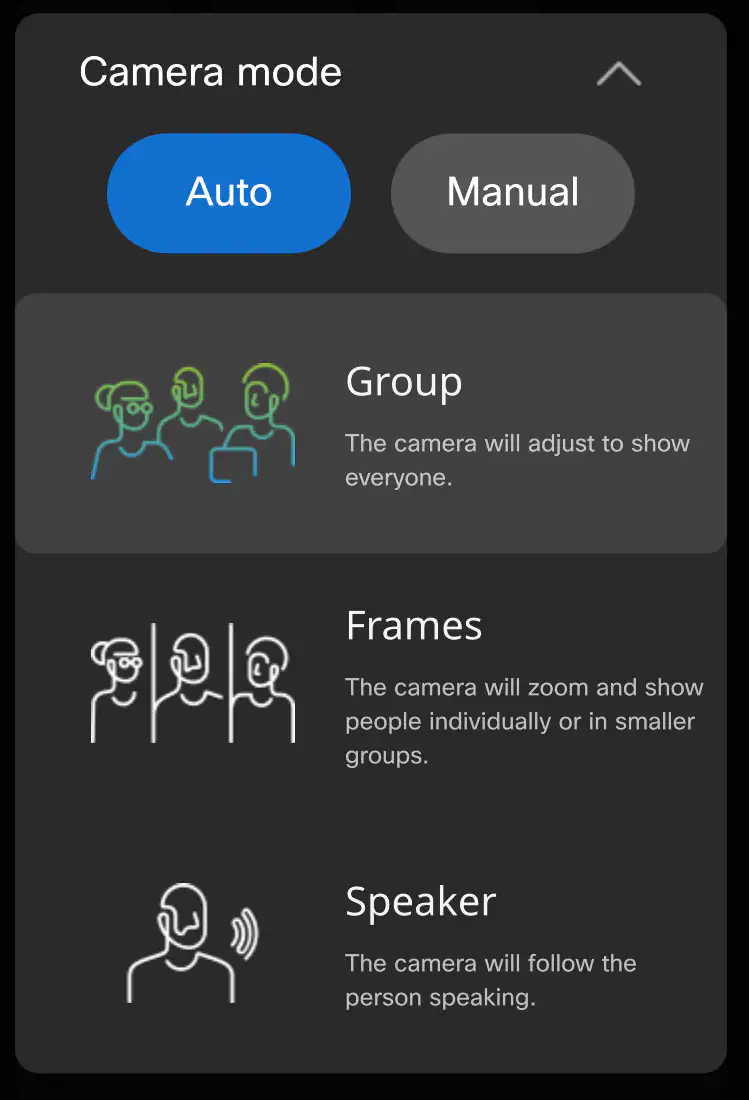 Camera mode
Auto
Manual
Group
The camera will adjust to show
everyone.
Frames
The camera will zoom and show
people individually or in smaller
groups.
Speaker
The camera will follow the
person speaking.